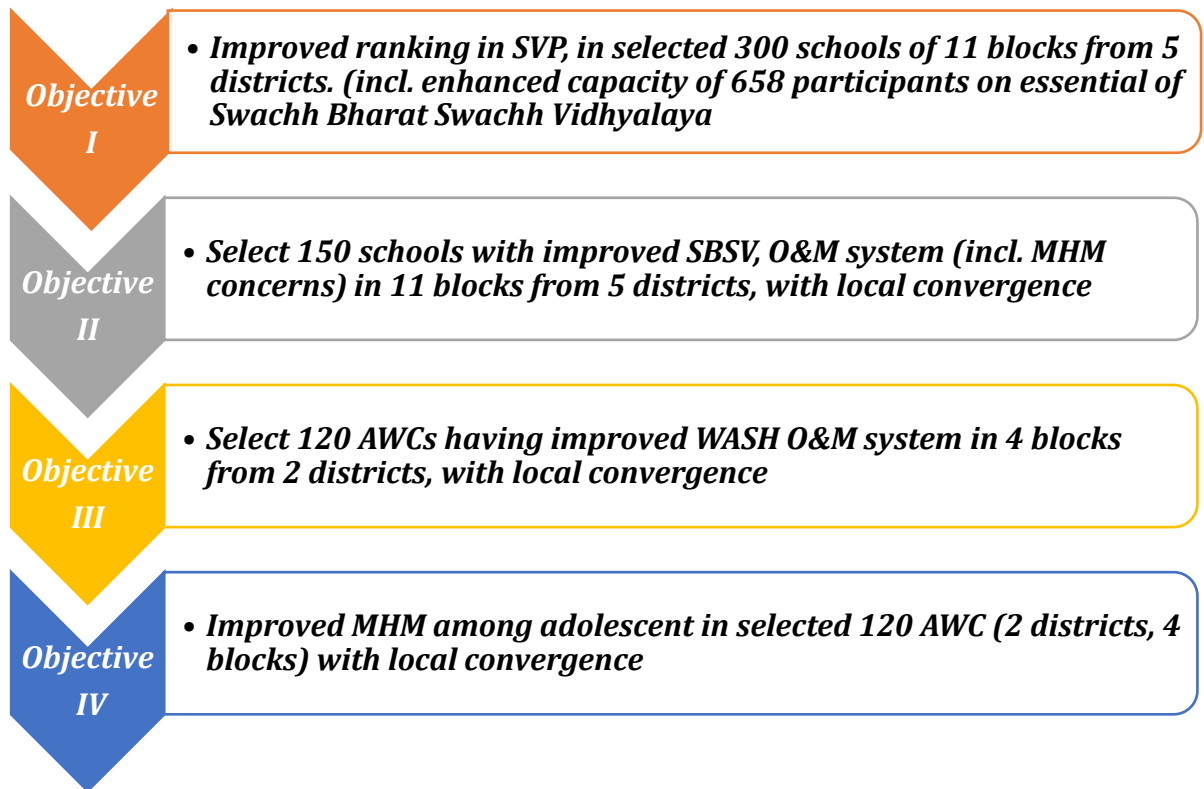 Objective
I
• Improved ranking in SVP, in selected 300 schools of 11 blocks from 5
districts. (incl. enhanced capacity of 658 participants on essential of
Swachh Bharat Swachh Vidhyalaya
Objective
II
• Select 150 schools with improved SBSV, O&M system (incl. MHM
concerns) in 11 blocks from 5 districts, with local convergence
Objective
III
• Select 120 AWCs having improved WASH O&M system in 4 blocks
from 2 districts, with local convergence
Objective
IV
• Improved MHM among adolescent in selected 120 AWC (2 districts, 4
blocks) with local convergence